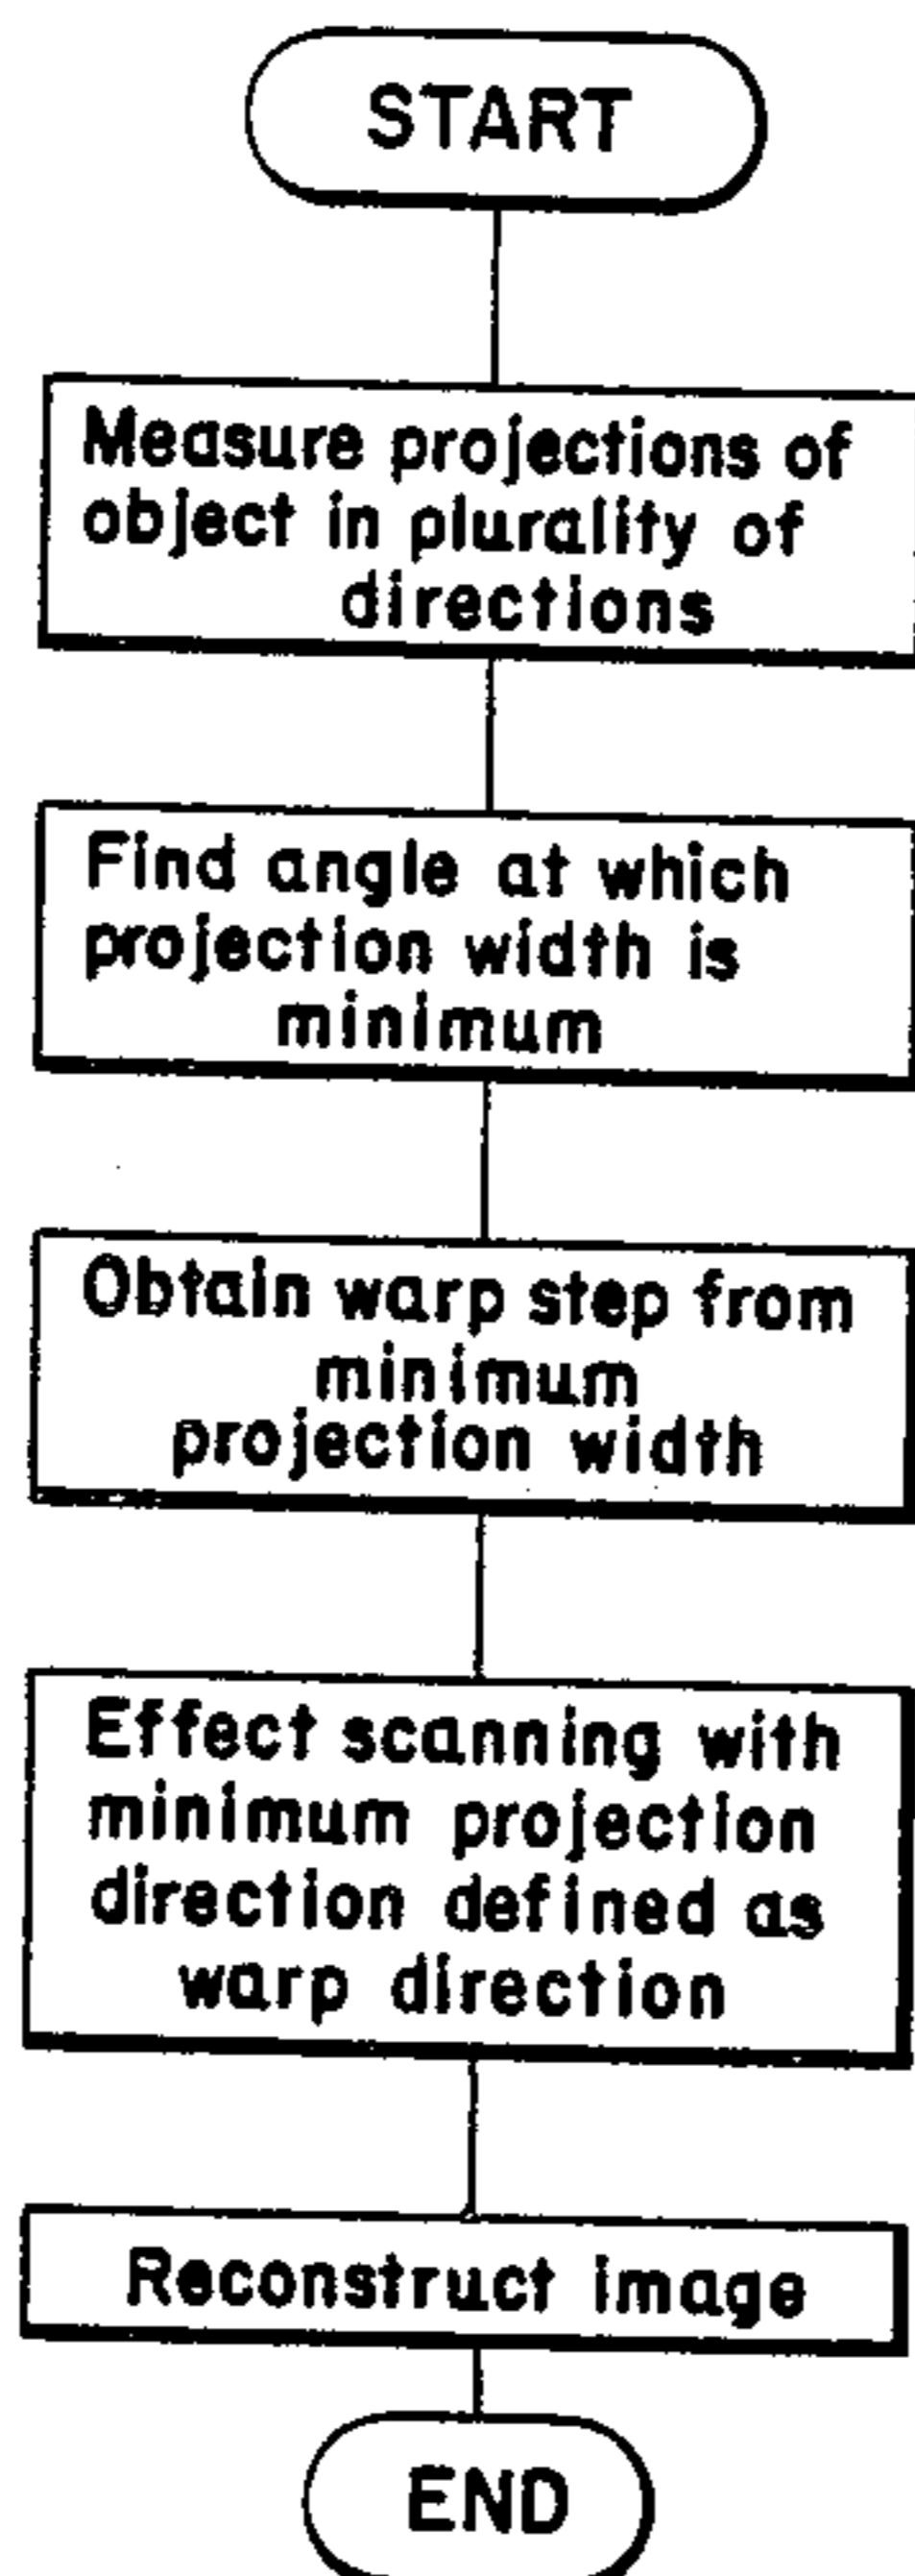 START
Measure projections of
object in plurality of
directions
Find angle at which
projection width is
minimum
Obtain warp step from
minimum
projection width
Effect scanning with
minimum projection
direction defined as
warp direction
Reconstruct image
END